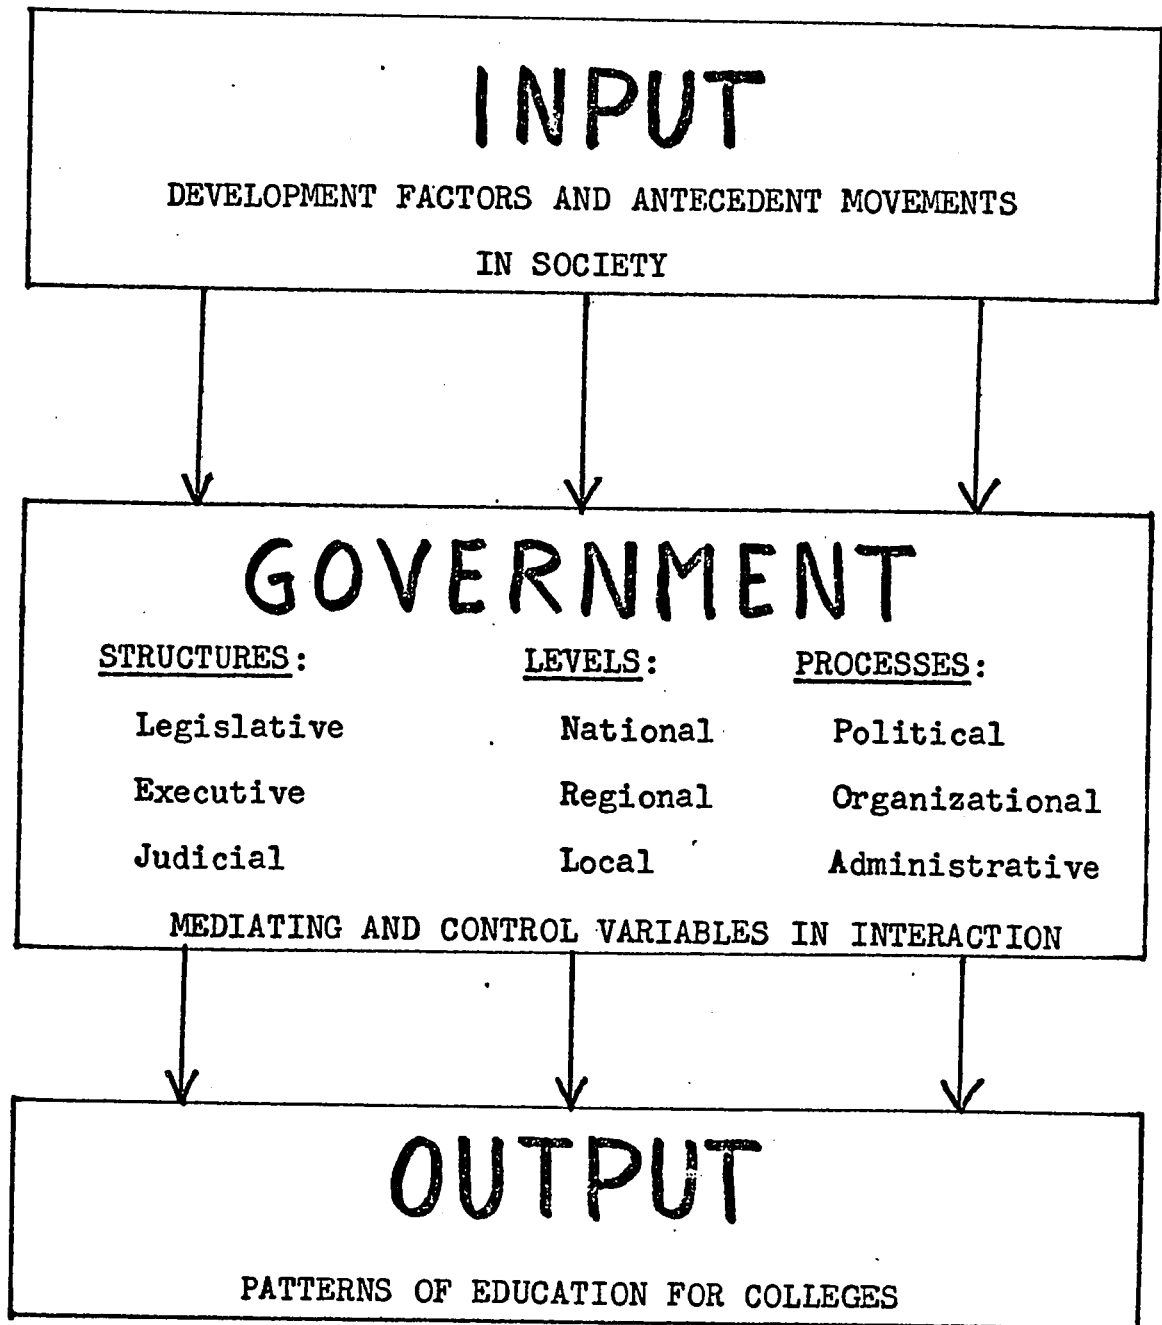 INPUT
DEVELOPMENT FACTORS AND ANTECEDENT MOVEMENTS
IN SOCIETY
GOVERNMENT
STRUCTURES: LEVELS: PROCESSES:
Legislative National Political
Executive Regional Organizational
Judicial Local Administrative
MEDIATING AND CONTROL VARIABLES IN INTERACTION
OUTPUT
PATTERNS OF EDUCATION FOR COLLEGES